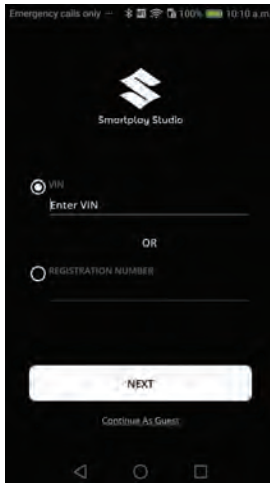 Emergency calls only ··· 100% 10:10 a.m
Smartplay Studio
VIN
Enter VIN
OR
REGISTRATION NUMBER
NEXT
Continue As Guest